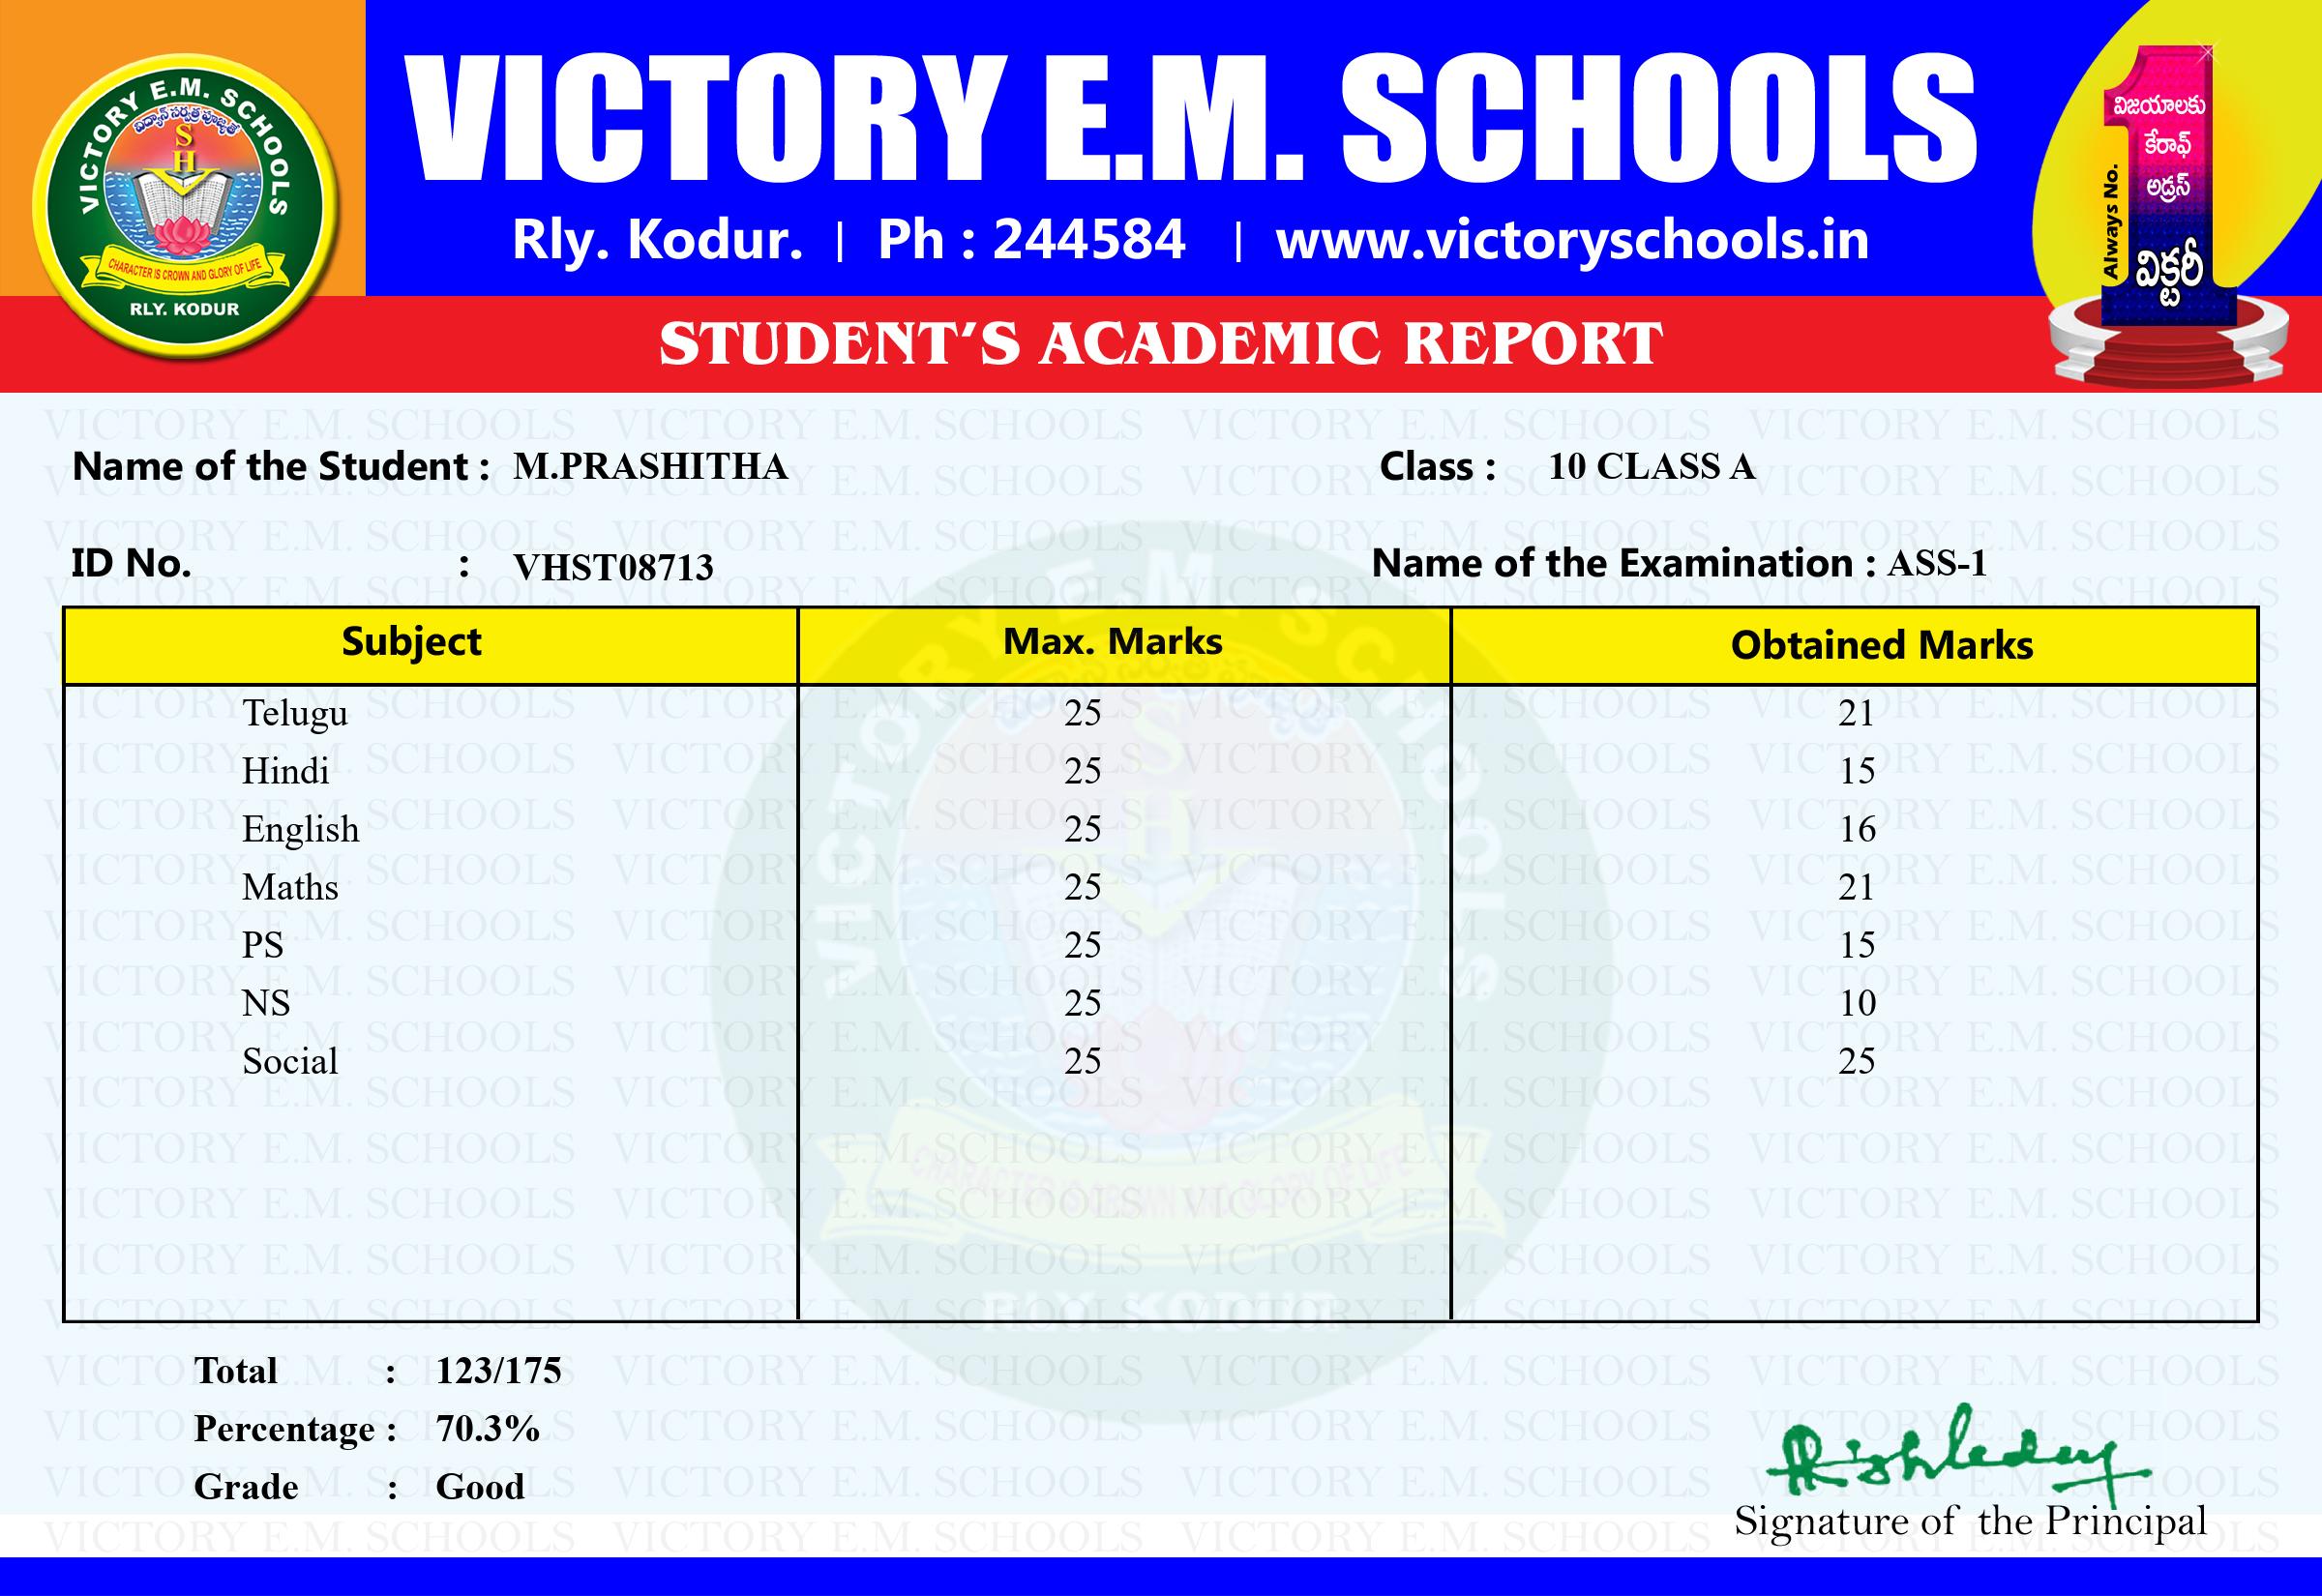 VICTORY E.M. SCHOOLS
విద్వాన్ సర్వత్ర పూజ్యతే
S
H
CHARACTER IS CROWN AND GLORY OF LIFE
RLY. KODUR
VICTORY E.M. SCHOOLS
Rly. Kodur. | Ph : 244584 | www.victoryschools.in
Always No.
1
విజయాలకు
కేరాఫ్
అడ్రస్
విక్టరీ
STUDENT'S ACADEMIC REPORT
Name of the Student : M.PRASHITHA Class : 10 CLASS A
ID No. : VHST08713 Name of the Examination : ASS-1
Subject Max. Marks Obtained Marks
Telugu 25 21
Hindi 25 15
English 25 16
Maths 25 21
PS 25 15
NS 25 10
Social 25 25
Total : 123/175
Percentage : 70.3%
Grade : Good
Signature of the Principal